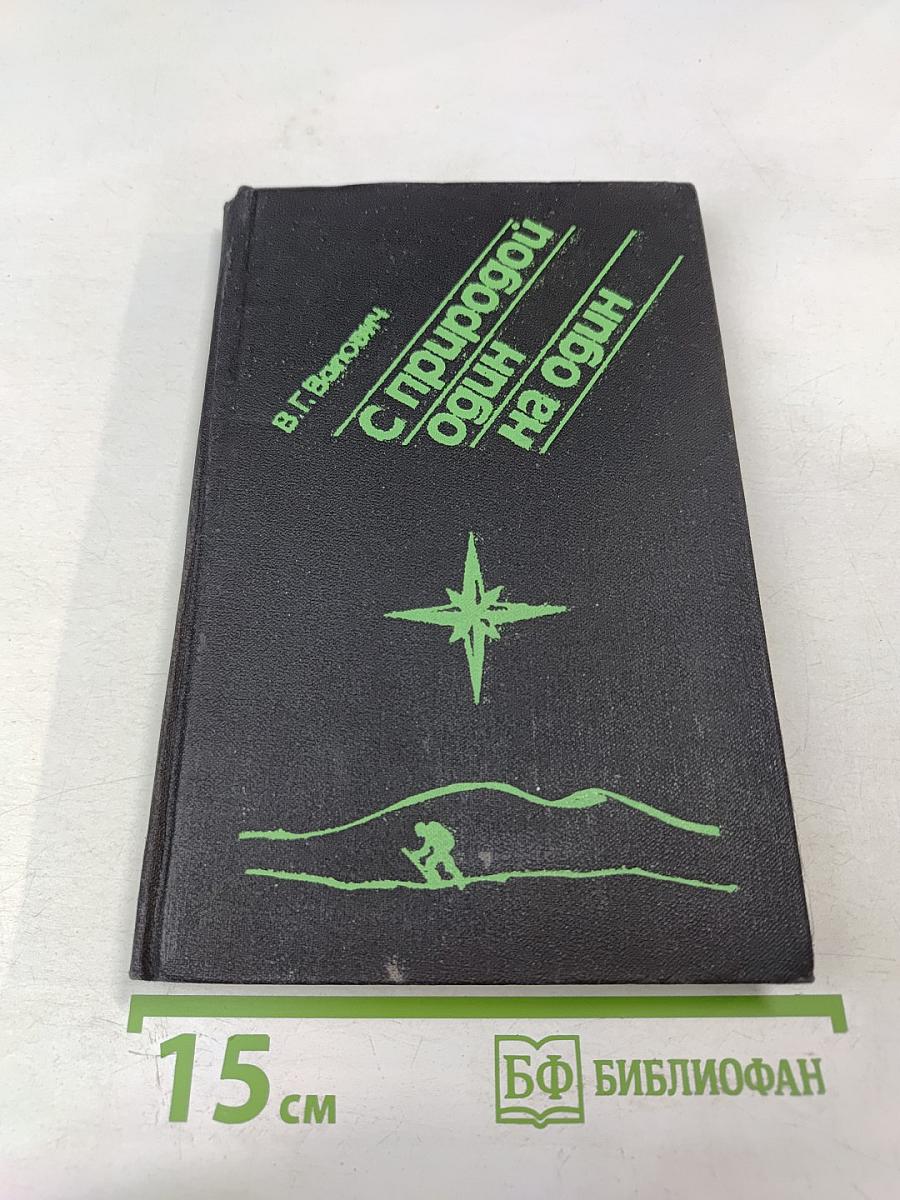 В.Г.Волович
С природой
один
на один
15 см
БФ БИБЛИОФАН